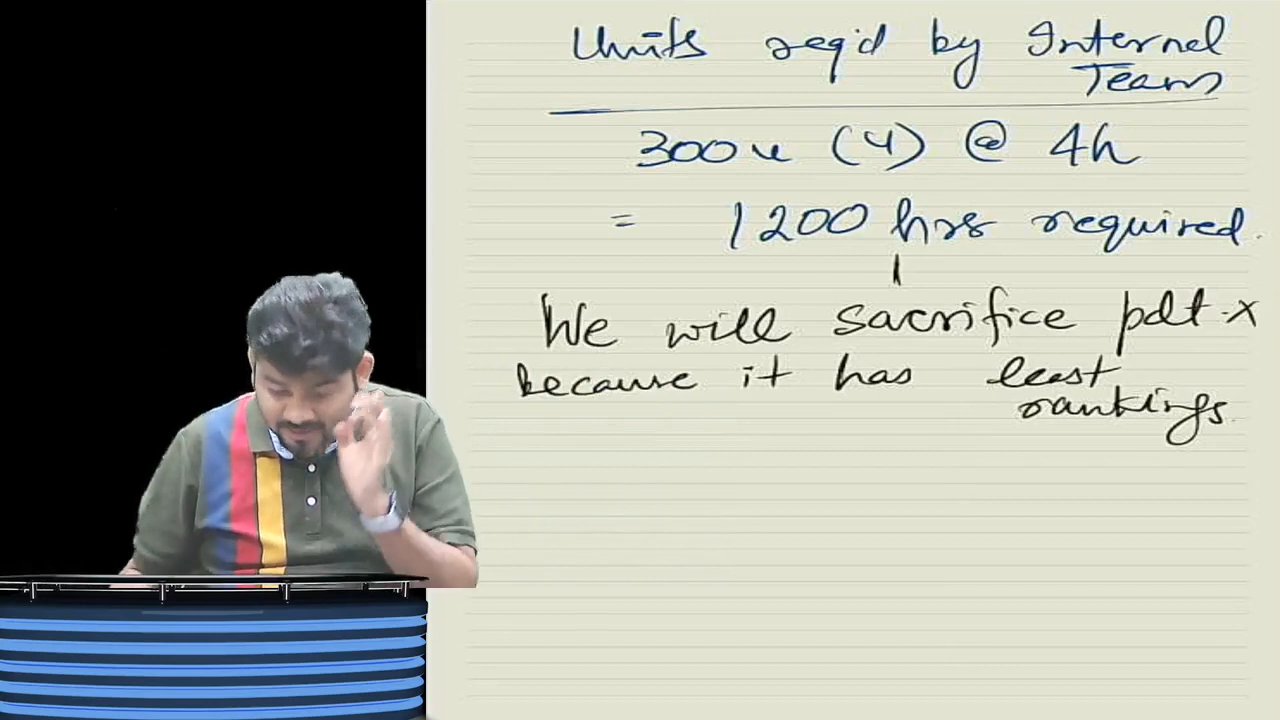 Units req'd by Internal
Team
300u (4) @ 4h
= 1200 hrs required.
We will sacrifice pdt-x
because it has least
rankings.